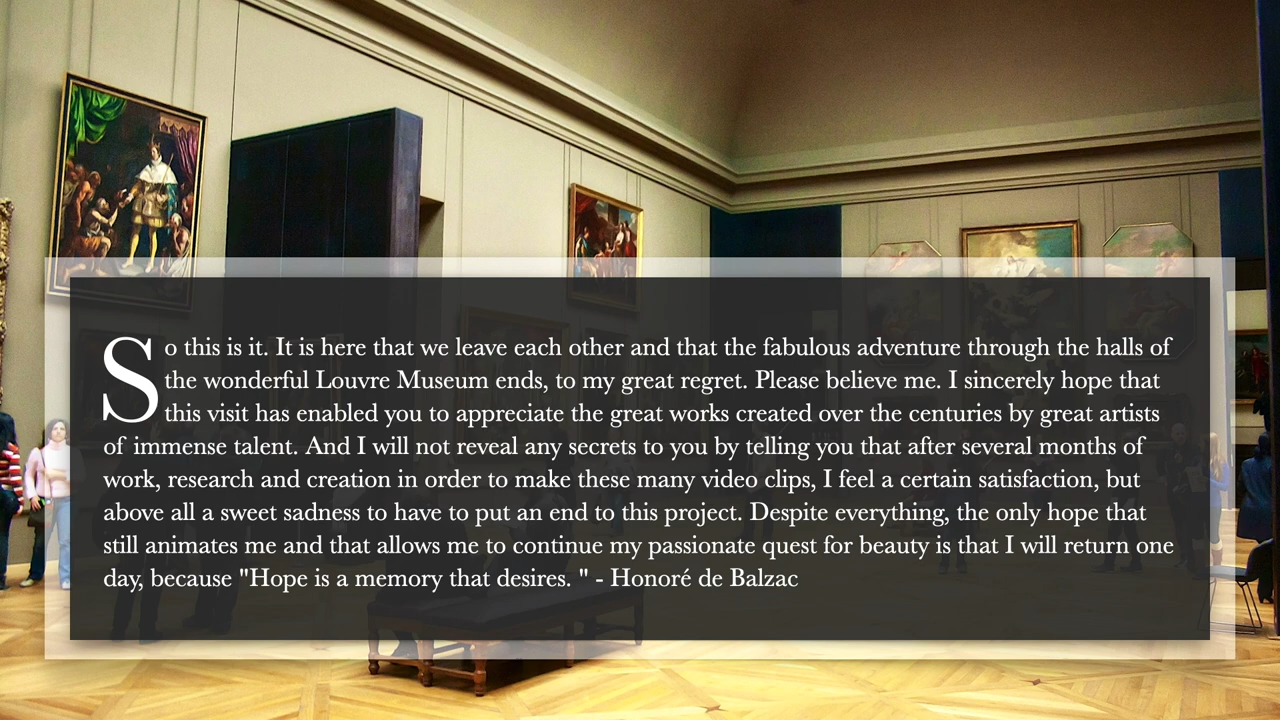 So this is it. It is here that we leave each other and that the fabulous adventure through the halls of
the wonderful Louvre Museum ends, to my great regret. Please believe me. I sincerely hope that
this visit has enabled you to appreciate the great works created over the centuries by great artists
of immense talent. And I will not reveal any secrets to you by telling you that after several months of
work, research and creation in order to make these many video clips, I feel a certain satisfaction, but
above all a sweet sadness to have to put an end to this project. Despite everything, the only hope that
still animates me and that allows me to continue my passionate quest for beauty is that I will return one
day, because "Hope is a memory that desires. " - Honoré de Balzac